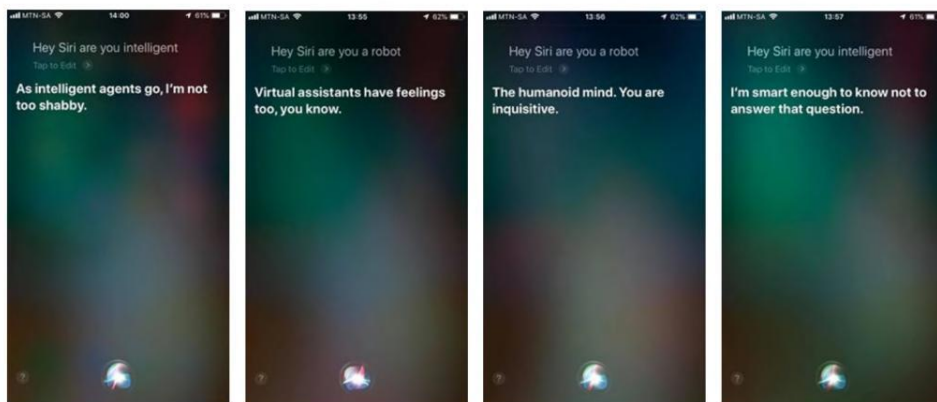 MTN-SA 14:00 61%
Hey Siri are you intelligent
Tap to Edit
As intelligent agents go, I'm not
too shabby.
?
MTN-SA 13:55 62%
Hey Siri are you a robot
Tap to Edit
Virtual assistants have feelings
too, you know.
?
MTN-SA 13:56 62%
Hey Siri are you a robot
Tap to Edit
The humanoid mind. You are
inquisitive.
?
MTN-SA 13:57 61%
Hey Siri are you intelligent
Tap to Edit
I'm smart enough to know not to
answer that question.
?